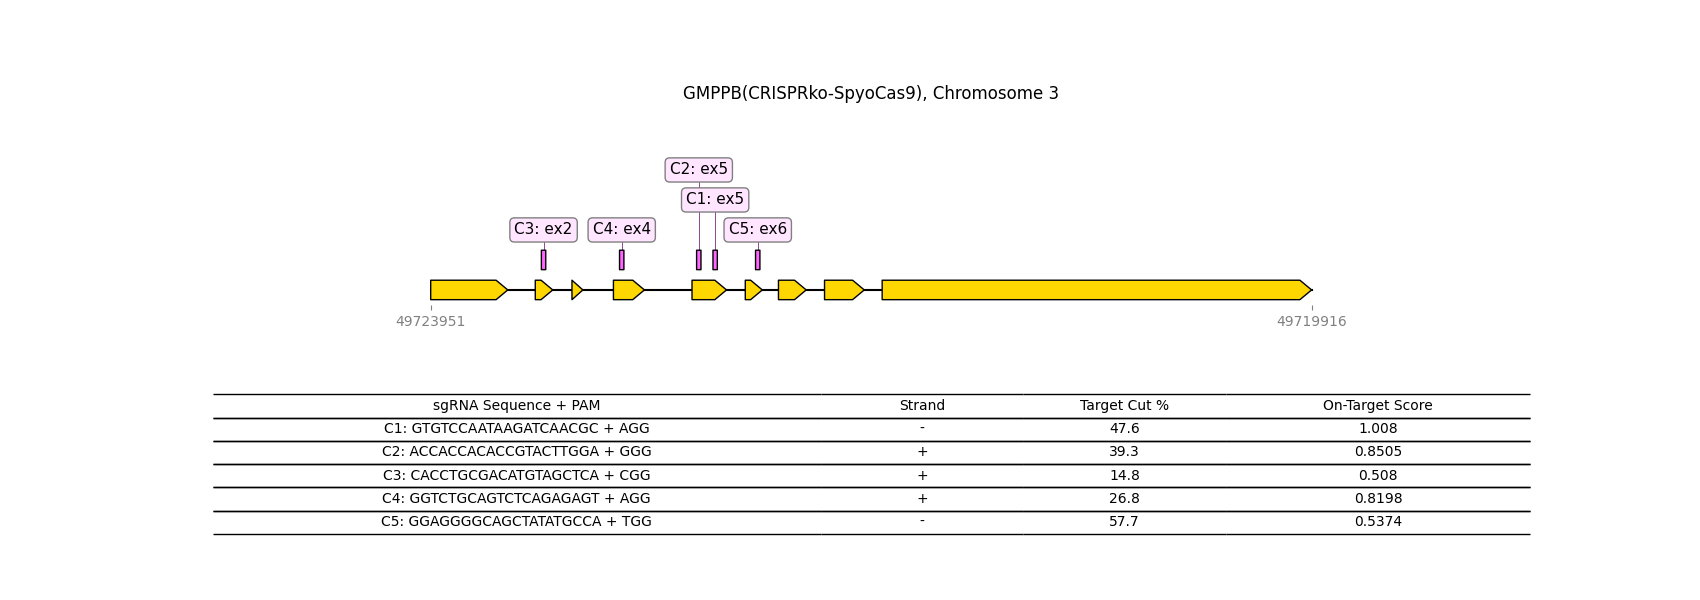 GMPPB(CRISPRko-SpyoCas9), Chromosome 3
C2: ex5
C1: ex5
C3: ex2
C4: ex4
C5: ex6
49723951
49719916
sgRNA Sequence + PAM Strand Target Cut % On-Target Score
C1: GTGTCCAATAAGATCAACGC + AGG - 47.6 1.008
C2: ACCACCACACCGTACTTGGA + GGG + 39.3 0.8505
C3: CACCTGCGACATGTAGCTCA + CGG + 14.8 0.508
C4: GGTCTGCAGTCTCAGAGAGT + AGG + 26.8 0.8198
C5: GGAGGGGCAGCTATATGCCA + TGG - 57.7 0.5374